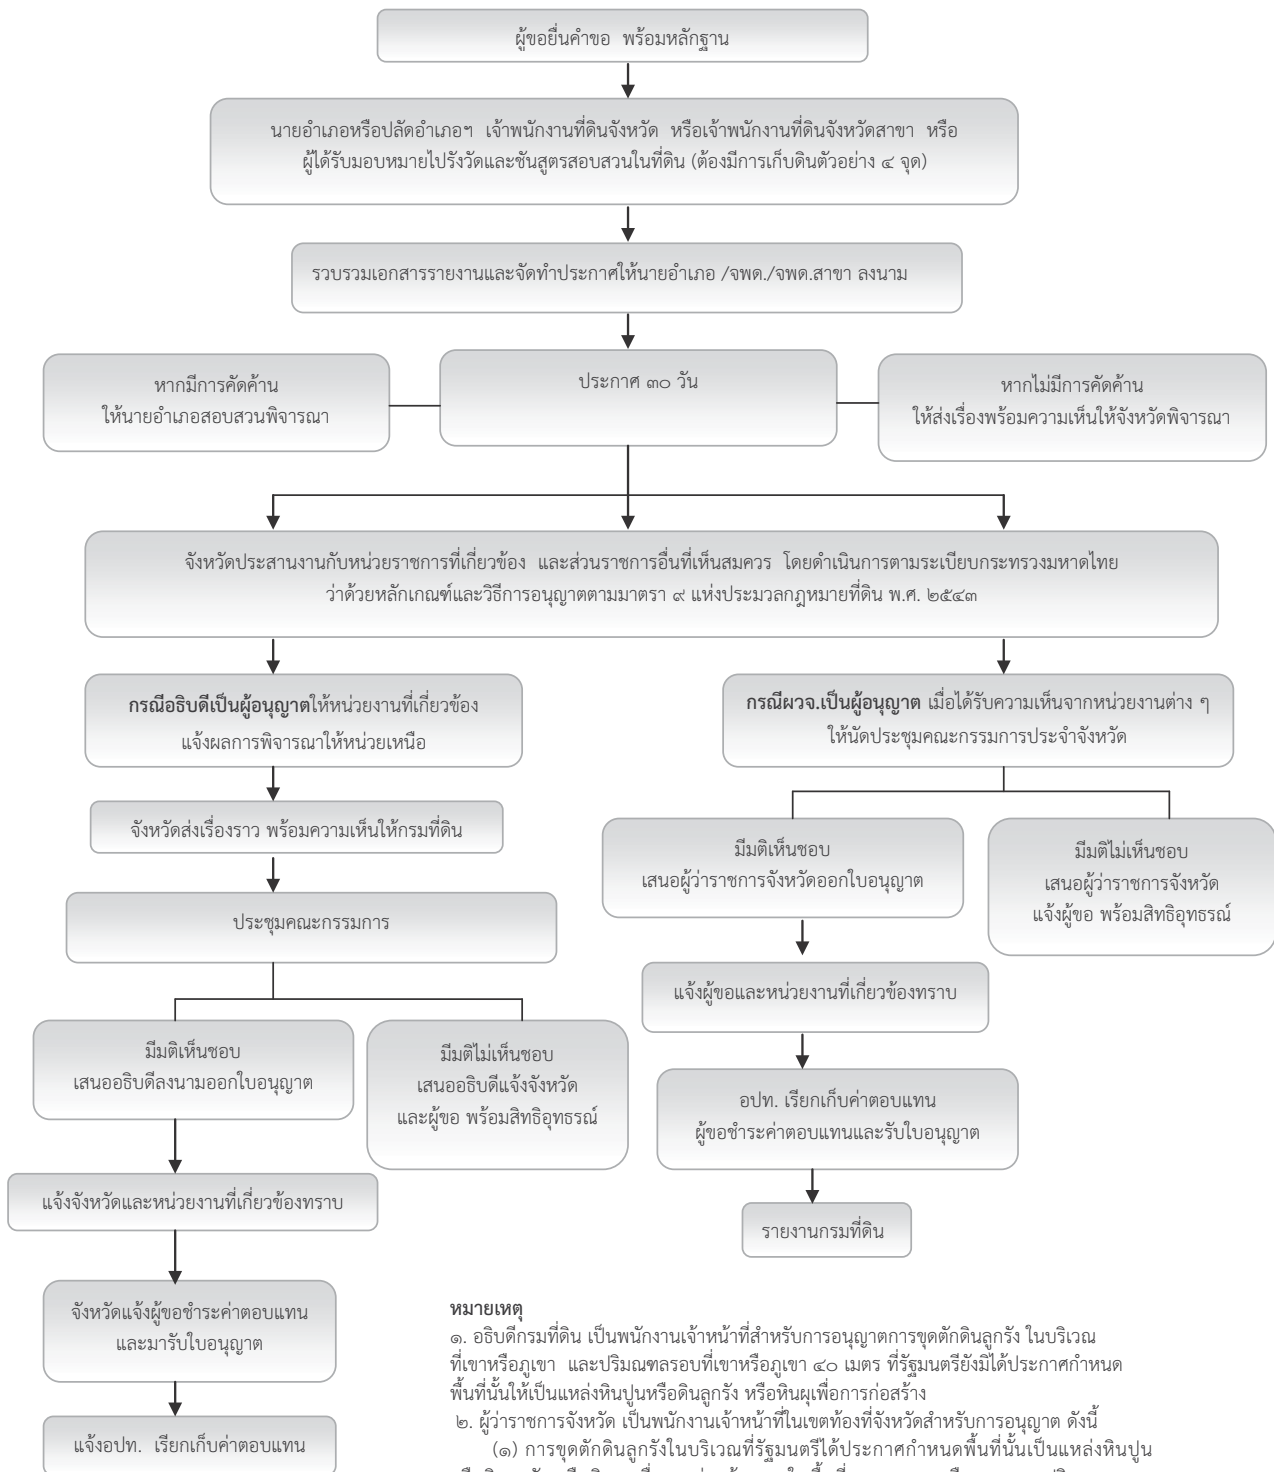 ผู้ขอยื่นคำขอ พร้อมหลักฐาน
นายอำเภอหรือปลัดอำเภอฯ เจ้าพนักงานที่ดินจังหวัด หรือเจ้าพนักงานที่ดินจังหวัดสาขา หรือ
ผู้ได้รับมอบหมายไปรังวัดและชันสูตรสอบสวนในที่ดิน (ต้องมีการเก็บดินตัวอย่าง ๔ จุด)
รวบรวมเอกสารรายงานและจัดทำประกาศให้นายอำเภอ /จพด./จพด.สาขา ลงนาม
หากมีการคัดค้าน
ให้นายอำเภอสอบสวนพิจารณา
ประกาศ ๓๐ วัน
หากไม่มีการคัดค้าน
ให้ส่งเรื่องพร้อมความเห็นให้จังหวัดพิจารณา
จังหวัดประสานงานกับหน่วยราชการที่เกี่ยวข้อง และส่วนราชการอื่นที่เห็นสมควร โดยดำเนินการตามระเบียบกระทรวงมหาดไทย
ว่าด้วยหลักเกณฑ์และวิธีการอนุญาตตามมาตรา ๙ แห่งประมวลกฎหมายที่ดิน พ.ศ. ๒๕๔๓
กรณีอธิบดีเป็นผู้อนุญาตให้หน่วยงานที่เกี่ยวข้อง
แจ้งผลการพิจารณาให้หน่วยเหนือ
จังหวัดส่งเรื่องราว พร้อมความเห็นให้กรมที่ดิน
ประชุมคณะกรรมการ
มีมติเห็นชอบ
เสนออธิบดีลงนามออกใบอนุญาต
มีมติไม่เห็นชอบ
เสนออธิบดีแจ้งจังหวัด
และผู้ขอ พร้อมสิทธิอุทธรณ์
แจ้งจังหวัดและหน่วยงานที่เกี่ยวข้องทราบ
จังหวัดแจ้งผู้ขอชำระค่าตอบแทน
และมารับใบอนุญาต
แจ้งอปท. เรียกเก็บค่าตอบแทน
กรณีผวจ.เป็นผู้อนุญาต เมื่อได้รับความเห็นจากหน่วยงานต่าง ๆ
ให้นัดประชุมคณะกรรมการประจำจังหวัด
มีมติเห็นชอบ
เสนอผู้ว่าราชการจังหวัดออกใบอนุญาต
มีมติไม่เห็นชอบ
เสนอผู้ว่าราชการจังหวัด
แจ้งผู้ขอ พร้อมสิทธิอุทธรณ์
แจ้งผู้ขอและหน่วยงานที่เกี่ยวข้องทราบ
อปท. เรียกเก็บค่าตอบแทน
ผู้ขอชำระค่าตอบแทนและรับใบอนุญาต
รายงานกรมที่ดิน
หมายเหตุ
๑. อธิบดีกรมที่ดิน เป็นพนักงานเจ้าหน้าที่สำหรับการอนุญาตการขุดตักดินลูกรัง ในบริเวณ
ที่เขาหรือภูเขา และปริมณฑลรอบที่เขาหรือภูเขา ๔๐ เมตร ที่รัฐมนตรียังมิได้ประกาศกำหนด
พื้นที่นั้นให้เป็นแหล่งหินปูนหรือดินลูกรัง หรือหินผุเพื่อการก่อสร้าง
๒. ผู้ว่าราชการจังหวัด เป็นพนักงานเจ้าหน้าที่ในเขตท้องที่จังหวัดสำหรับการอนุญาต ดังนี้
(๑) การขุดตักดินลูกรังในบริเวณที่รัฐมนตรีได้ประกาศกำหนดพื้นที่นั้นเป็นแหล่งหินปูน